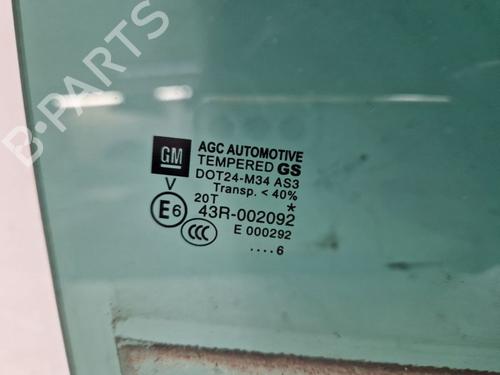 B-PARTS
GM
AGC AUTOMOTIVE
TEMPERED GS
DOT24-M34 AS3
Transp. < 40%
V
20T *
E6
43R-002092
CCC
E 000292
....6